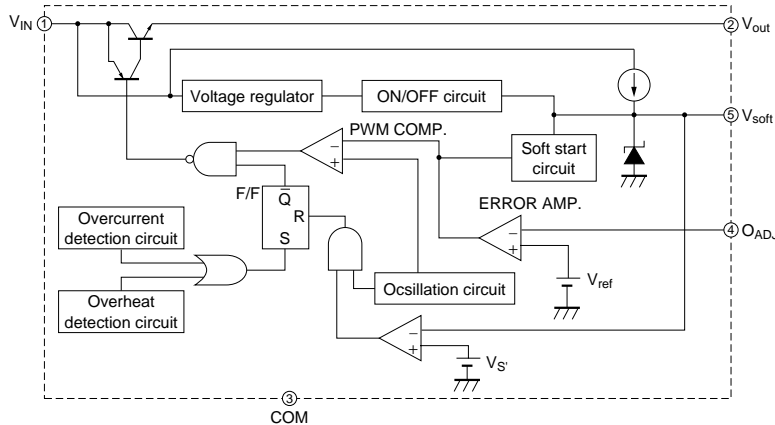 VIN ① ② Vout
Voltage regulator
ON/OFF circuit
⑤ Vsoft
PWM COMP.
−
+
Soft start
circuit
F/F
Q̅
R
S
ERROR AMP.
−
+
④ OADJ
Overcurrent
detection circuit
Vref
Ocsillation circuit
Overheat
detection circuit
−
+
VS'
③
COM